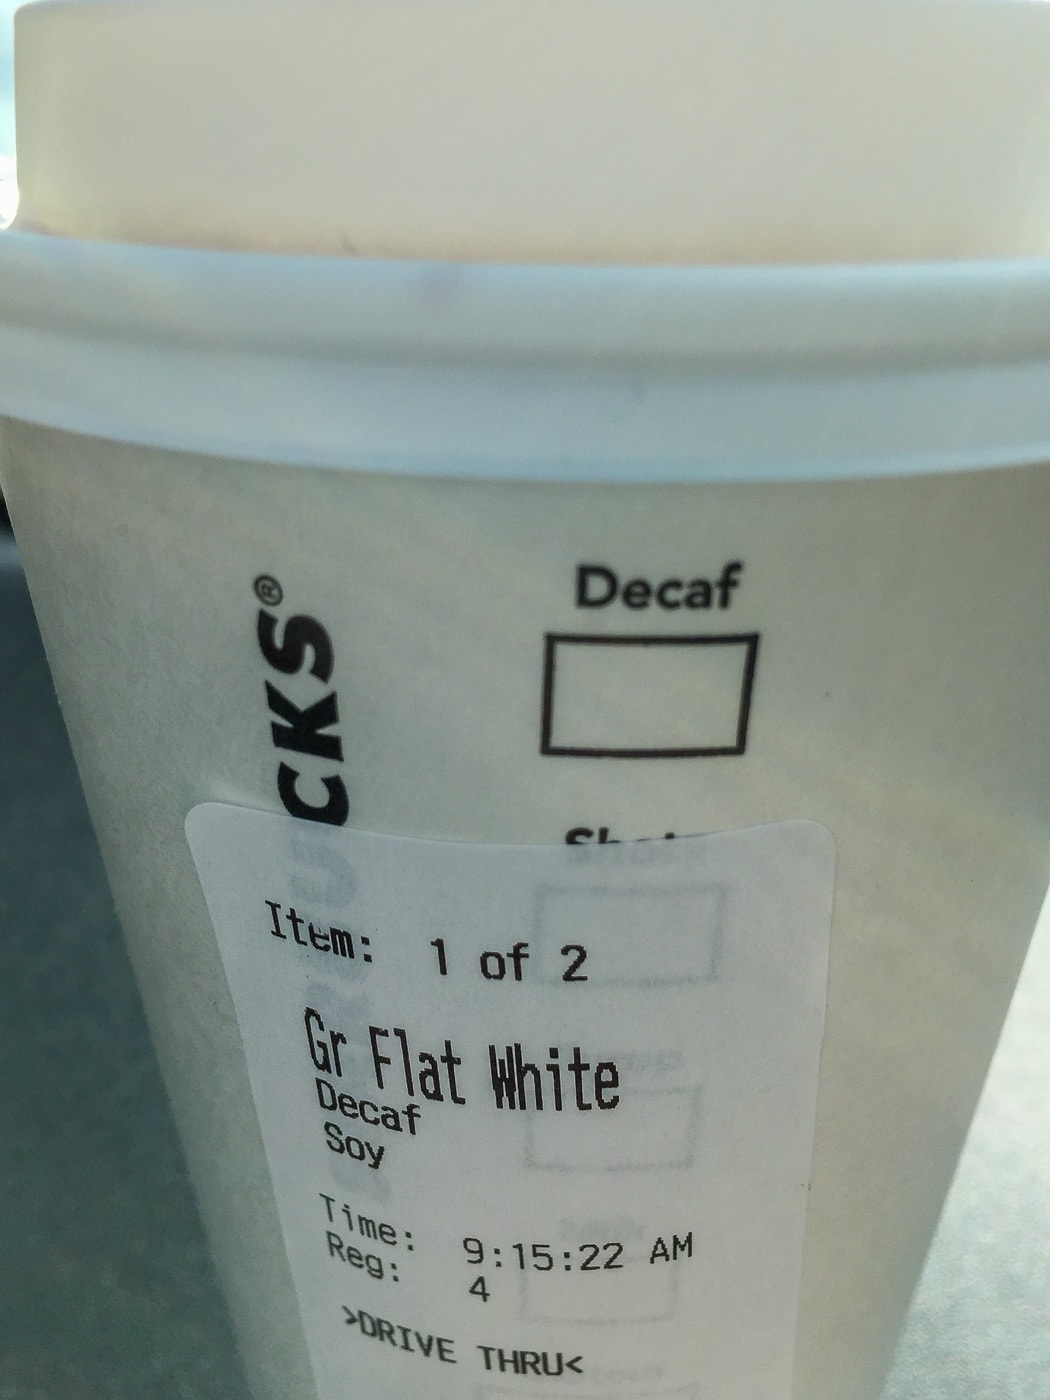 Decaf
CKS®
Item: 1 of 2
Gr Flat White
Decaf
Soy
Time: 9:15:22 AM
Reg: 4
>DRIVE THRU<